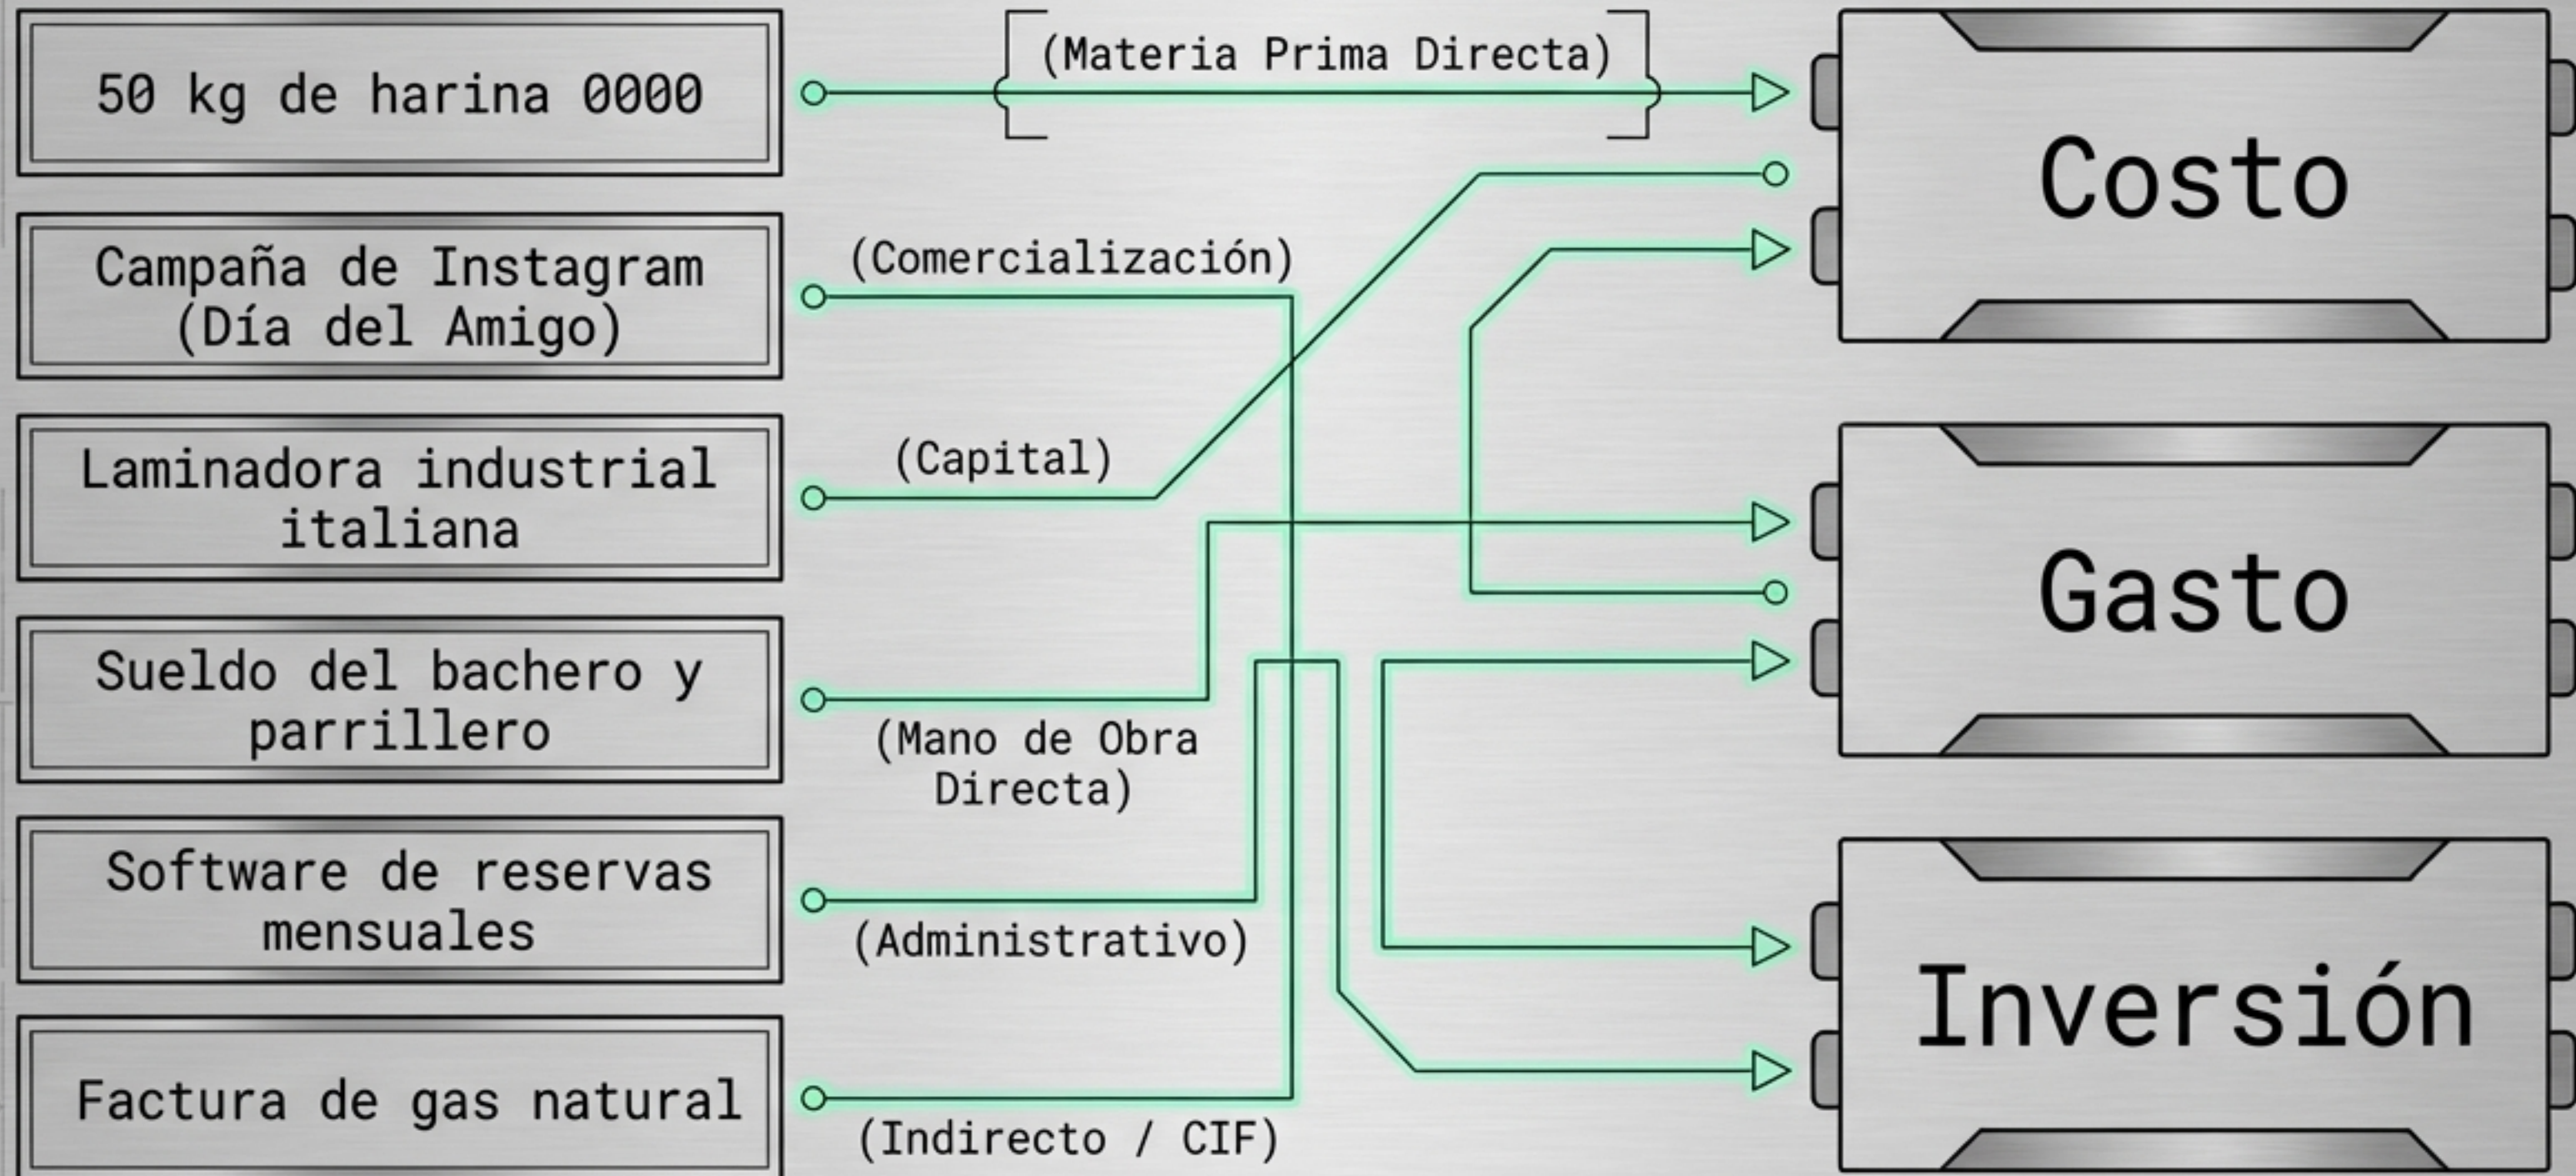 50 kg de harina 0000
(Materia Prima Directa)
Costo
Campaña de Instagram
(Día del Amigo)
(Comercialización)
Laminadora industrial
italiana
(Capital)
Gasto
Sueldo del bachero y
parrillero
(Mano de Obra
Directa)
Software de reservas
mensuales
(Administrativo)
Inversión
Factura de gas natural
(Indirecto / CIF)